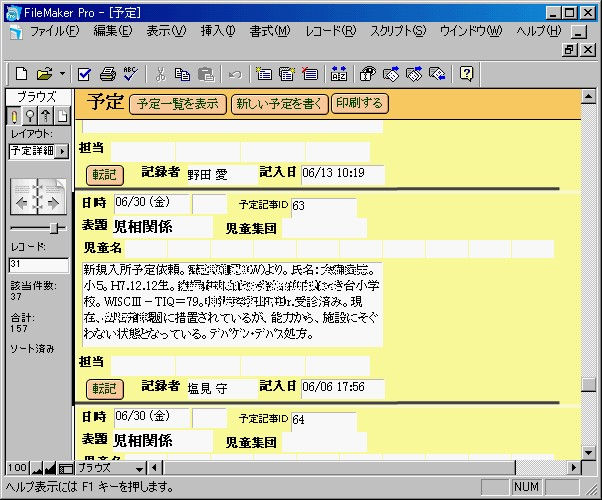 FileMaker Pro - [予定]
ファイル(F) 編集(E) 表示(V) 挿入(I) 書式(M) レコード(R) スクリプト(S) ウインドウ(W) ヘルプ(H)
ブラウズ
レイアウト:
予定詳細
レコード:
31
該当件数:
37
合計:
157
ソート済み
予定 予定一覧を表示 新しい予定を書く 印刷する
担当
転記 記録者 野田 愛 記入日 06/13 10:19
日時 06/30 (金) 予定記事ID 63
表題 児相関係 児童集団
児童名
新規入所予定依頼。 より。氏名:
小5。H7.12.12生。 き台小学
校。WISCⅢ-TIQ=79。 受診済み。現
在、 に措置されているが、能力から、施設にそぐ
わない状態となっている。デパケン・デパス処方。
担当
転記 記録者 塩見 守 記入日 06/06 17:56
日時 06/30 (金) 予定記事ID 64
表題 児相関係 児童集団
児童名
100 ブラウズ
ヘルプ表示には F1 キーを押します。 NUM